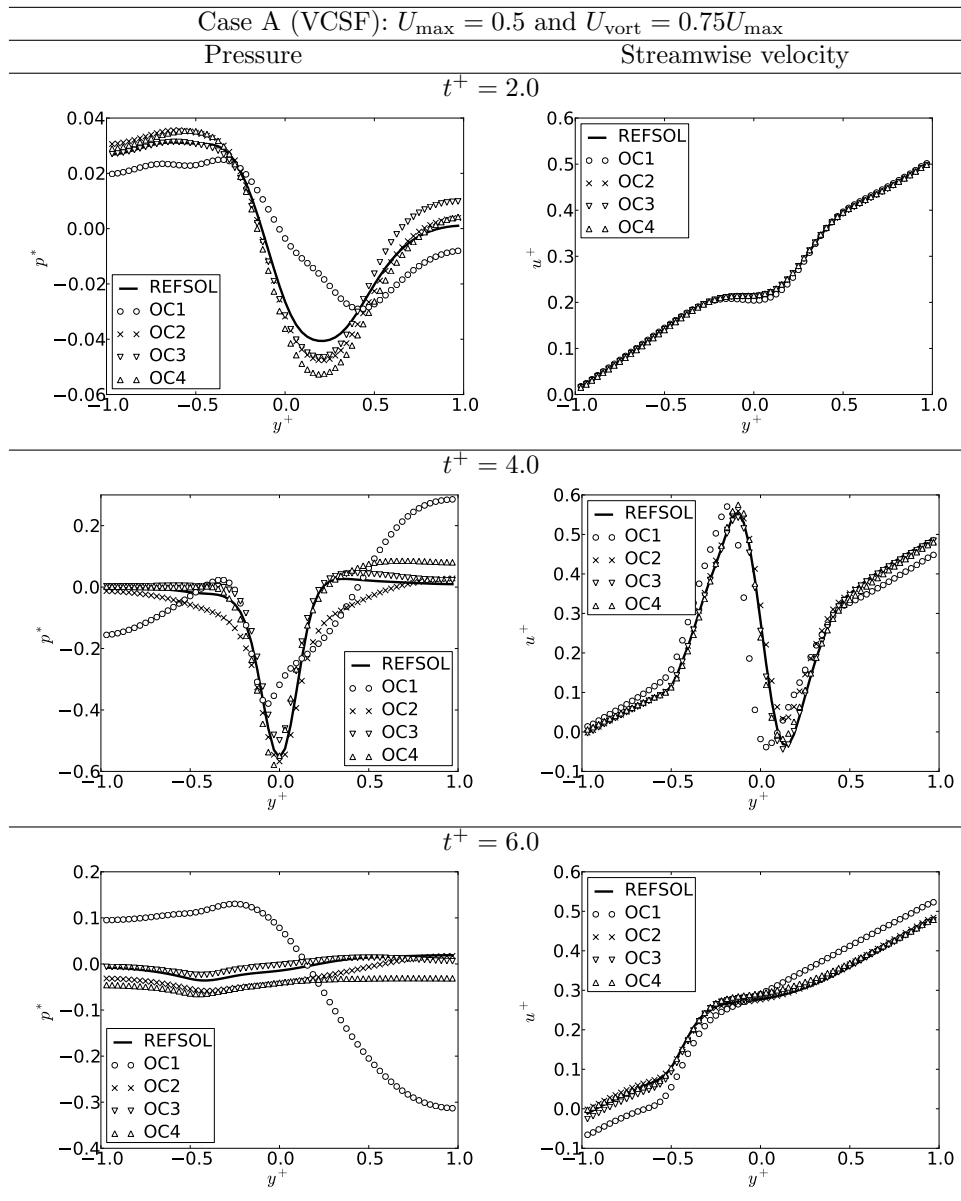 Case A (VCSF): U_max = 0.5 and U_vort = 0.75U_max
Pressure Streamwise velocity
t⁺ = 2.0
0.04
0.02
0.00
−0.02
−0.04
−0.06
p*
REFSOL
OC1
OC2
OC3
OC4
−1.0 −0.5 0.0 0.5 1.0
y⁺
0.6
0.5
0.4
0.3
0.2
0.1
0.0
u⁺
REFSOL
OC1
OC2
OC3
OC4
−1.0 −0.5 0.0 0.5 1.0
y⁺
t⁺ = 4.0
0.2
0.0
−0.2
−0.4
−0.6
p*
REFSOL
OC1
OC2
OC3
OC4
−1.0 −0.5 0.0 0.5 1.0
y⁺
0.6
0.5
0.4
0.3
0.2
0.1
0.0
−0.1
u⁺
REFSOL
OC1
OC2
OC3
OC4
−1.0 −0.5 0.0 0.5 1.0
y⁺
t⁺ = 6.0
0.2
0.1
0.0
−0.1
−0.2
−0.3
−0.4
p*
REFSOL
OC1
OC2
OC3
OC4
−1.0 −0.5 0.0 0.5 1.0
y⁺
0.6
0.5
0.4
0.3
0.2
0.1
0.0
−0.1
u⁺
REFSOL
OC1
OC2
OC3
OC4
−1.0 −0.5 0.0 0.5 1.0
y⁺